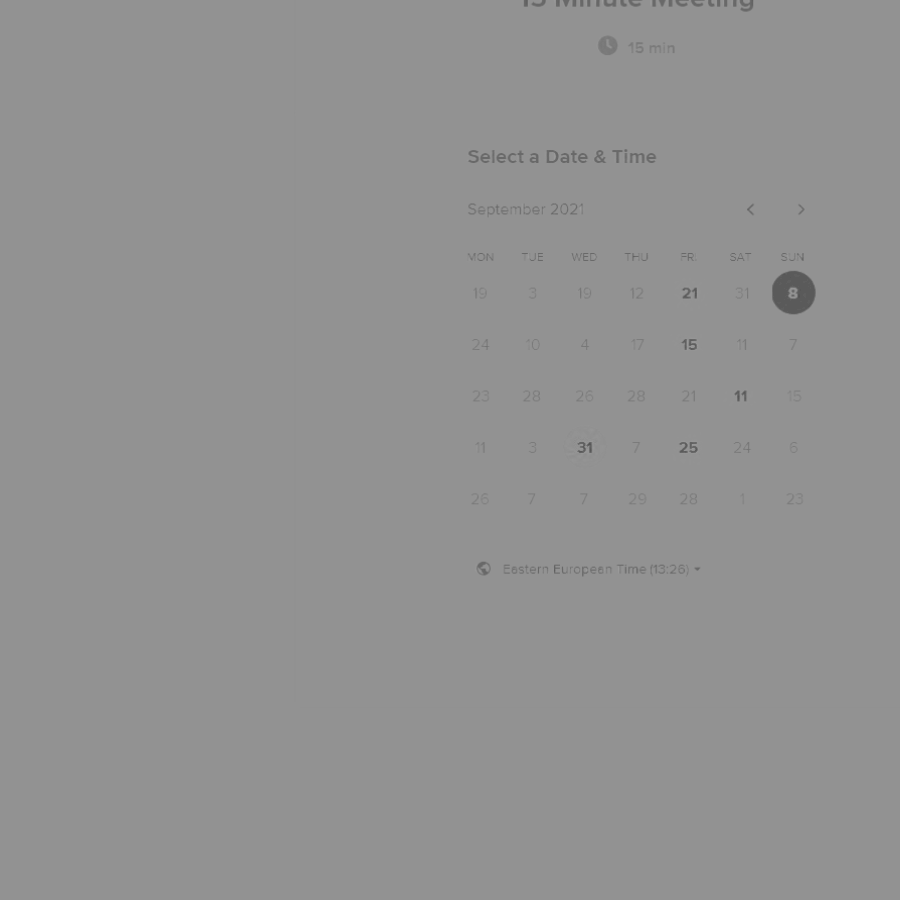 15 Minute Meeting
15 min
Select a Date & Time
September 2021
MON TUE WED THU FRI SAT SUN
19 3 19 12 21 31 8
24 10 4 17 15 11 7
23 28 26 28 21 11 15
11 3 31 7 25 24 6
26 7 7 29 28 1 23
Eastern European Time (13:26)